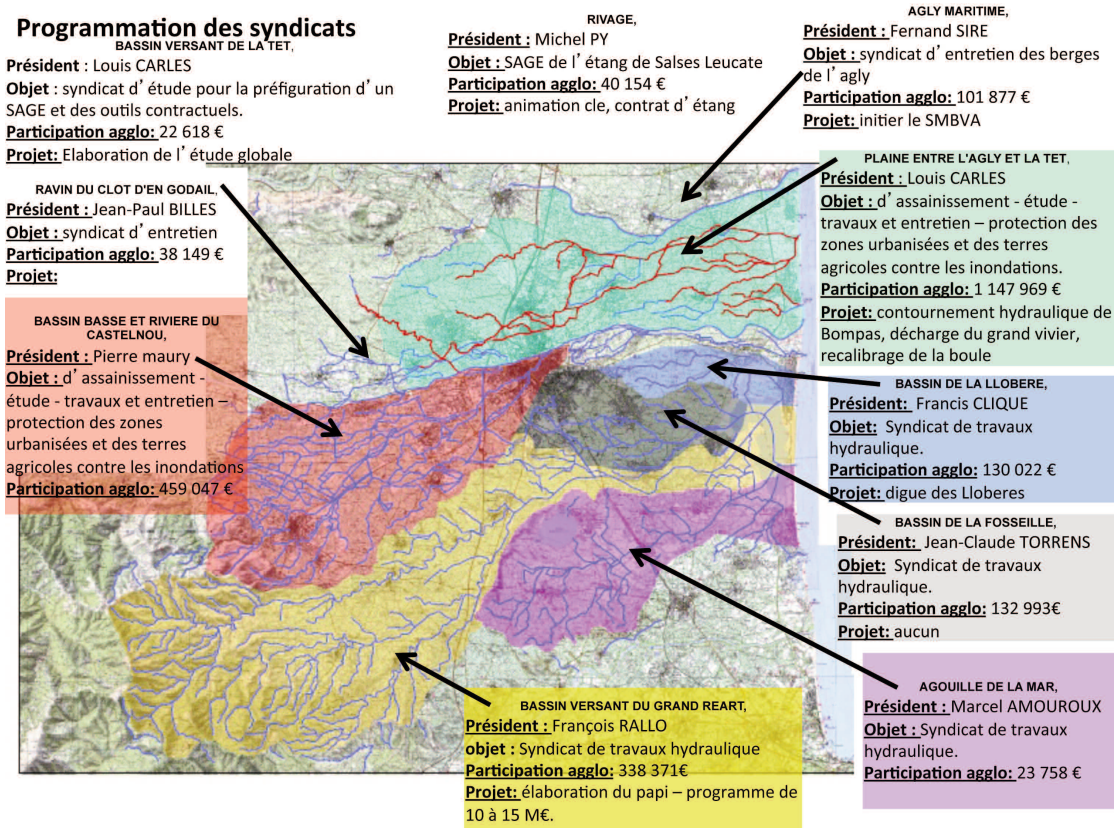 Programmation des syndicats
BASSIN VERSANT DE LA TET,
Président : Louis CARLES
Objet : syndicat d'étude pour la préfiguration d'un
SAGE et des outils contractuels.
Participation agglo: 22 618 €
Projet: Elaboration de l'étude globale
RIVAGE,
Président : Michel PY
Objet : SAGE de l'étang de Salses Leucate
Participation agglo: 40 154 €
Projet: animation cle, contrat d'étang
AGLY MARITIME,
Président : Fernand SIRE
Objet : syndicat d'entretien des berges
de l'agly
Participation agglo: 101 877 €
Projet: initier le SMBVA
RAVIN DU CLOT D'EN GODAIL,
Président : Jean-Paul BILLES
Objet : syndicat d'entretien
Participation agglo: 38 149 €
Projet:
PLAINE ENTRE L'AGLY ET LA TET,
Président : Louis CARLES
Objet : d'assainissement - étude -
travaux et entretien – protection des
zones urbanisées et des terres
agricoles contre les inondations.
Participation agglo: 1 147 969 €
Projet: contournement hydraulique de
Bompas, décharge du grand vivier,
recalibrage de la boule
BASSIN BASSE ET RIVIERE DU
CASTELNOU,
Président : Pierre maury
Objet : d'assainissement -
étude - travaux et entretien –
protection des zones
urbanisées et des terres
agricoles contre les inondations
Participation agglo: 459 047 €
BASSIN DE LA LLOBERE,
Président: Francis CLIQUE
Objet: Syndicat de travaux
hydraulique.
Participation agglo: 130 022 €
Projet: digue des Lloberes
BASSIN DE LA FOSSEILLE,
Président: Jean-Claude TORRENS
Objet: Syndicat de travaux
hydraulique.
Participation agglo: 132 993€
Projet: aucun
AGOUILLE DE LA MAR,
Président : Marcel AMOUROUX
Objet : Syndicat de travaux
hydraulique.
Participation agglo: 23 758 €
BASSIN VERSANT DU GRAND REART,
Président : François RALLO
objet : Syndicat de travaux hydraulique
Participation agglo: 338 371€
Projet: élaboration du papi – programme de
10 à 15 M€.